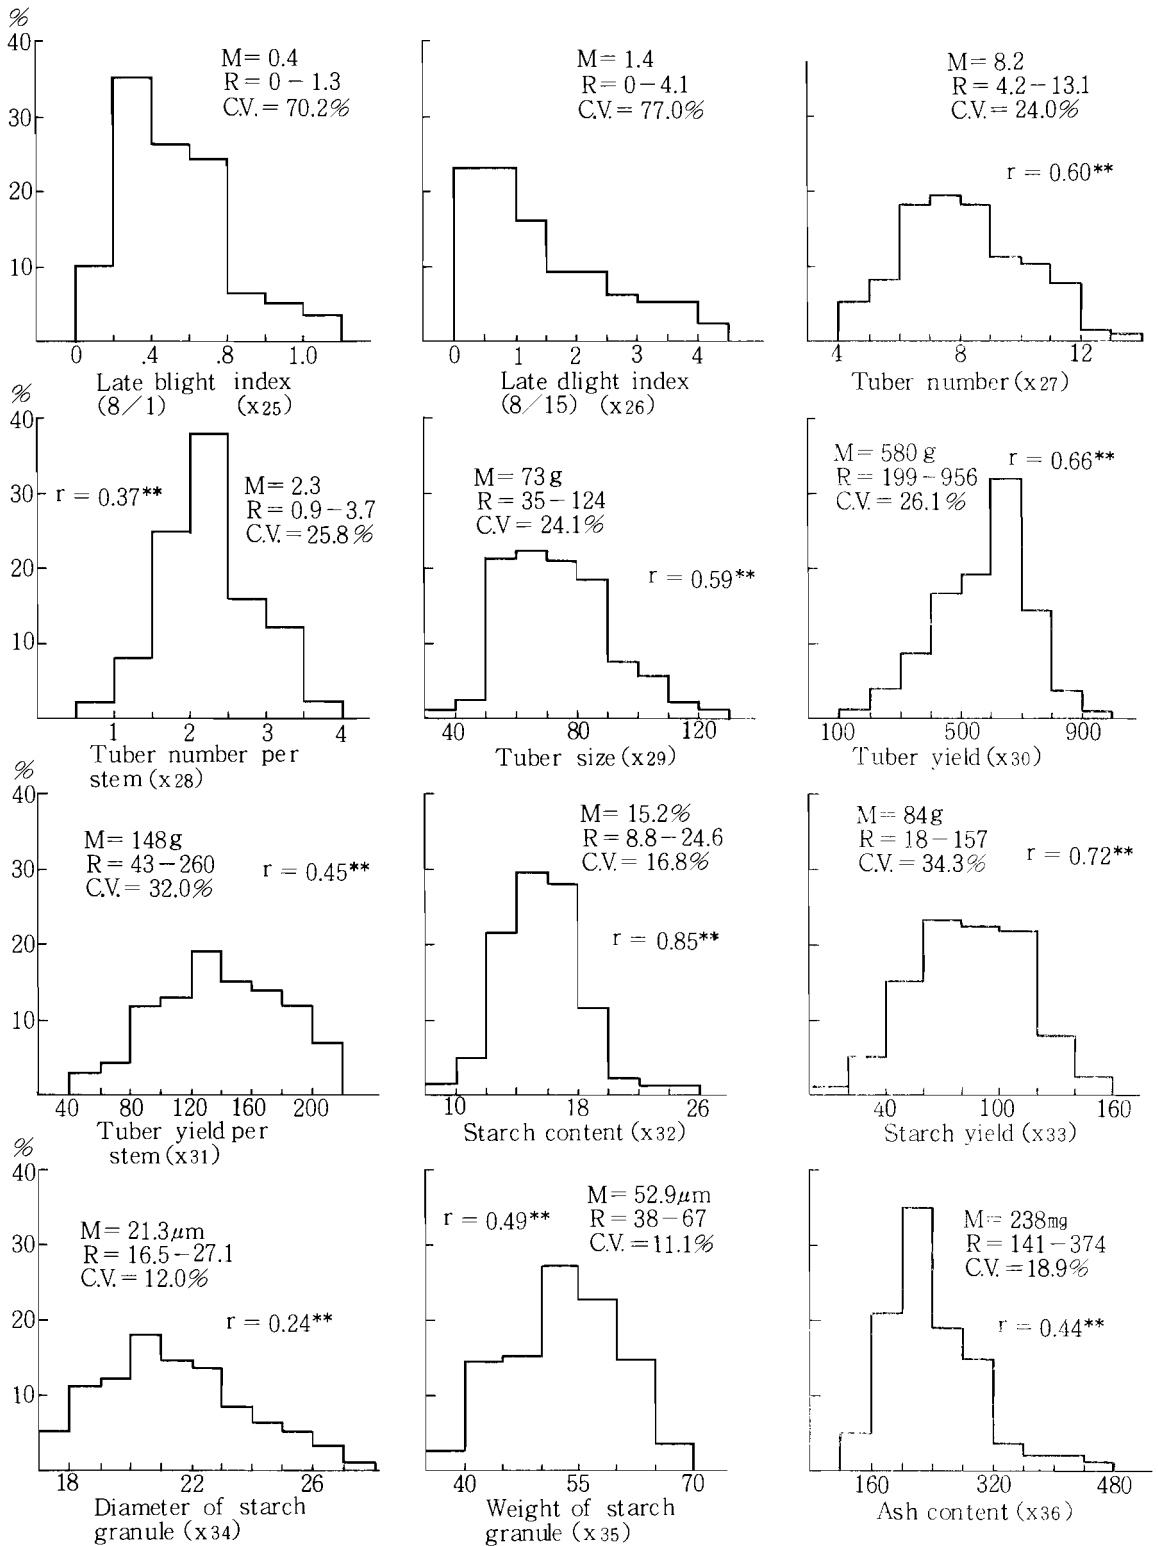 %
40
30
20
10
M= 0.4
R= 0 – 1.3
C.V.= 70.2%
0 .4 .8 1.0
Late blight index
(8/1) (x25)
M= 1.4
R= 0–4.1
C.V.= 77.0%
0 1 2 3 4
Late dlight index
(8/15) (x26)
M= 8.2
R= 4.2–13.1
C.V.= 24.0%
r = 0.60**
4 8 12
Tuber number (x27)
%
40
30
20
10
r = 0.37**
M= 2.3
R= 0.9–3.7
C.V.= 25.8%
1 2 3 4
Tuber number per
stem (x28)
M= 73g
R= 35–124
C.V= 24.1%
r = 0.59**
40 80 120
Tuber size (x29)
M= 580 g
R= 199–956
C.V.= 26.1%
r = 0.66**
100 500 900
Tuber yield (x30)
%
40
30
20
10
M= 148g
R= 43–260
C.V.= 32.0%
r = 0.45**
40 80 120 160 200
Tuber yield per
stem (x31)
M= 15.2%
R= 8.8–24.6
C.V.= 16.8%
r = 0.85**
10 18 26
Starch content (x32)
M= 84g
R= 18–157
C.V.= 34.3%
r = 0.72**
40 100 160
Starch yield (x33)
%
40
30
20
10
M= 21.3μm
R= 16.5–27.1
C.V.= 12.0%
r = 0.24**
18 22 26
Diameter of starch
granule (x34)
r = 0.49**
M= 52.9μm
R= 38–67
C.V.= 11.1%
40 55 70
Weight of starch
granule (x35)
M= 238mg
R= 141–374
C.V.= 18.9%
r = 0.44**
160 320 480
Ash content (x36)